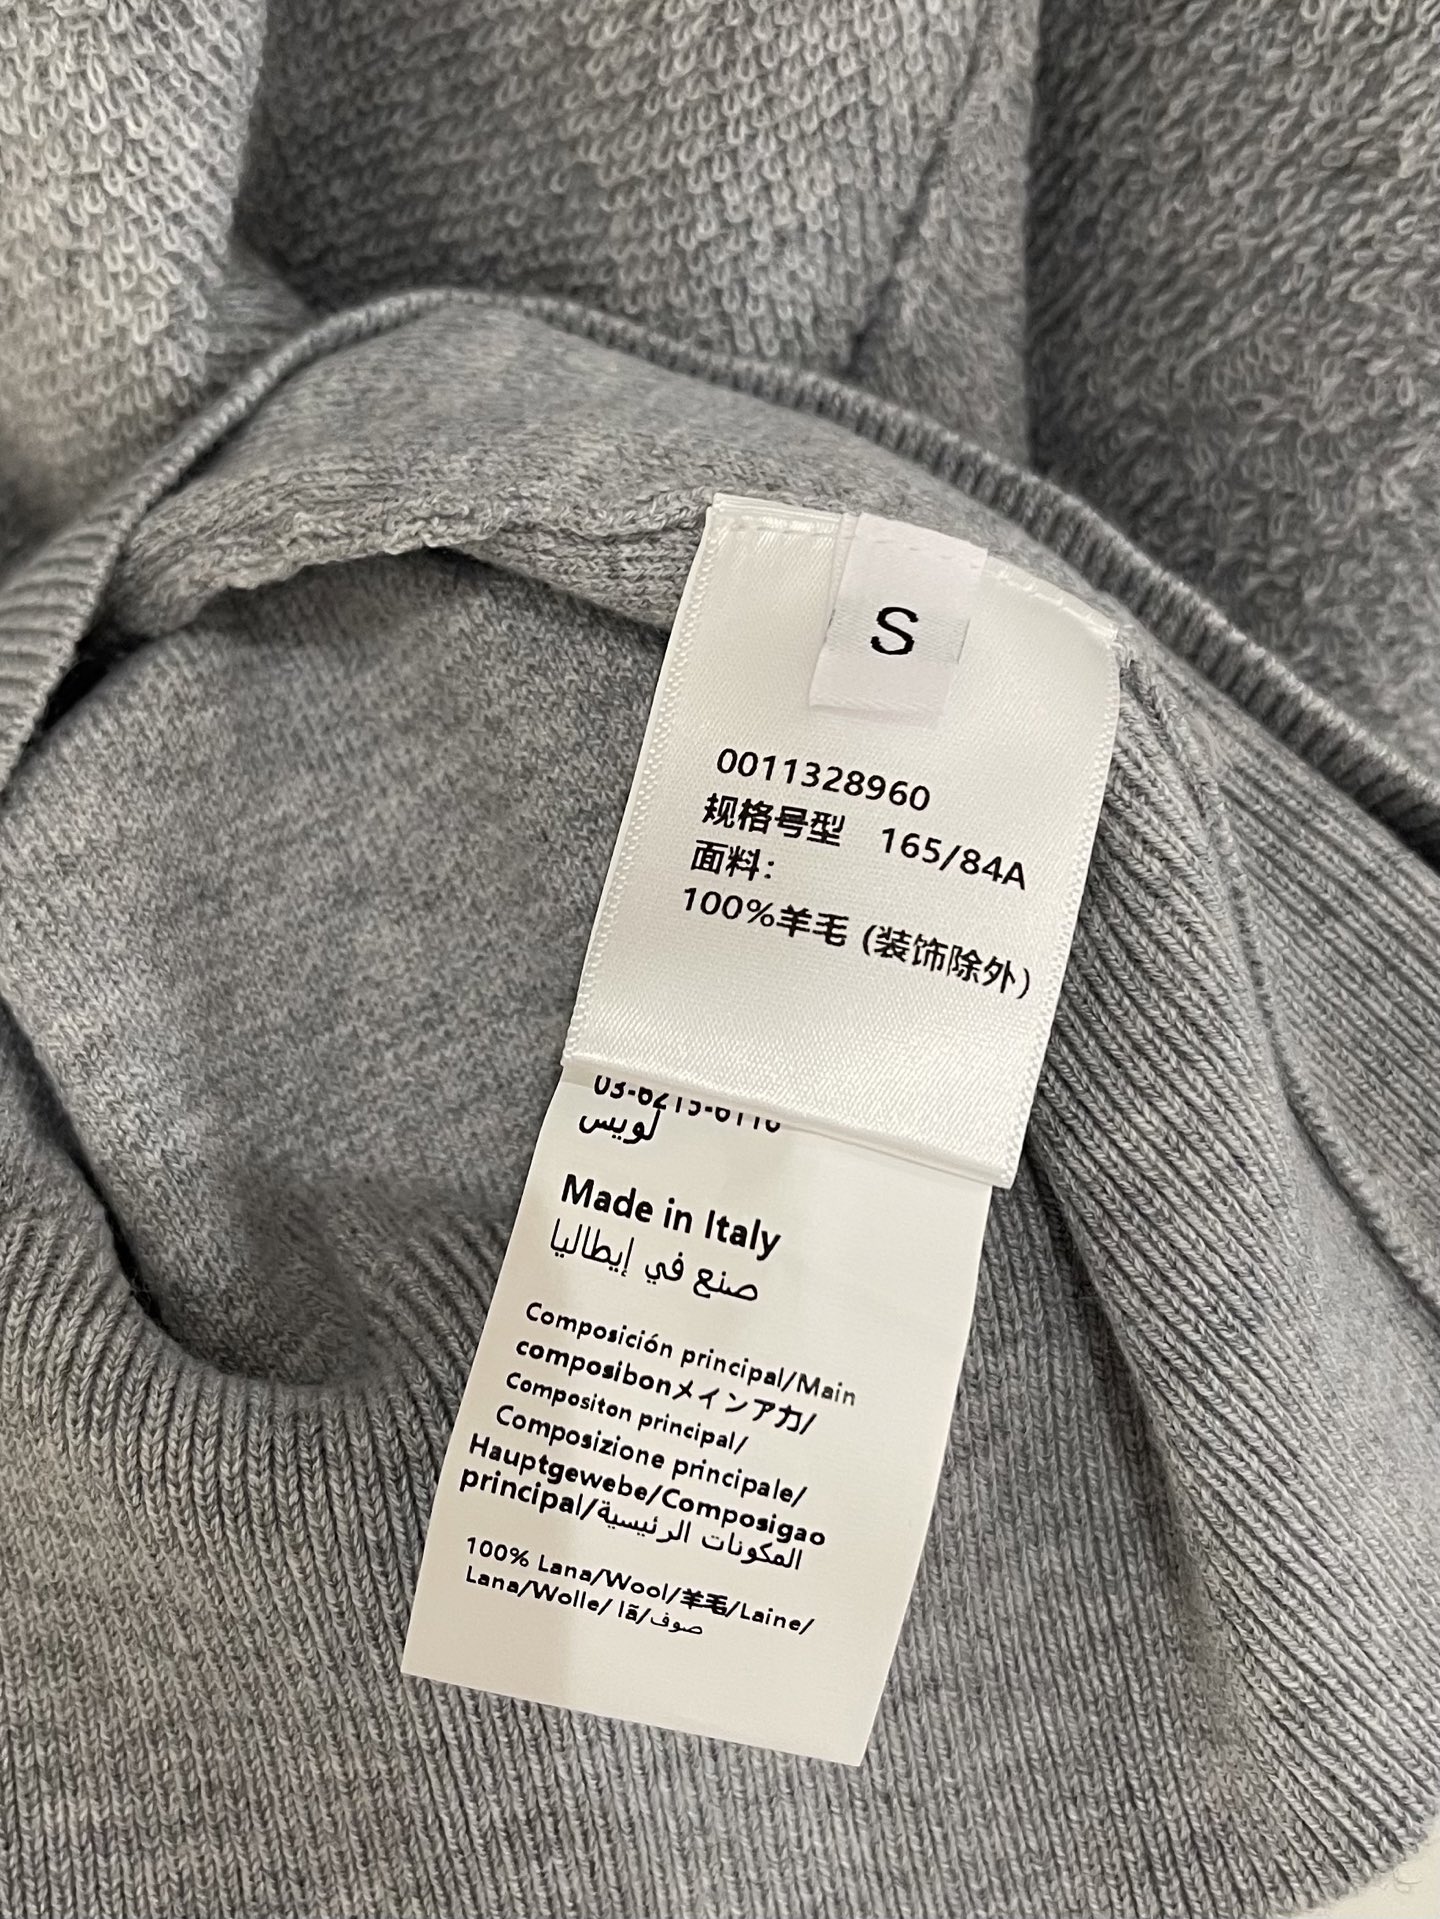 S
0011328960
规格号型 165/84A
面料：
100%羊毛 (装饰除外)
03-6215-6116
لويس
Made in Italy
صنع في إيطاليا
Composición principal/Main
composibonメインアカ/
Compositon principal/
Composizione principale/
Hauptgewebe/Composigao
principal/المكونات الرئيسية
100% Lana/Wool/羊毛/Laine/
Lana/Wolle/ lã/صوف